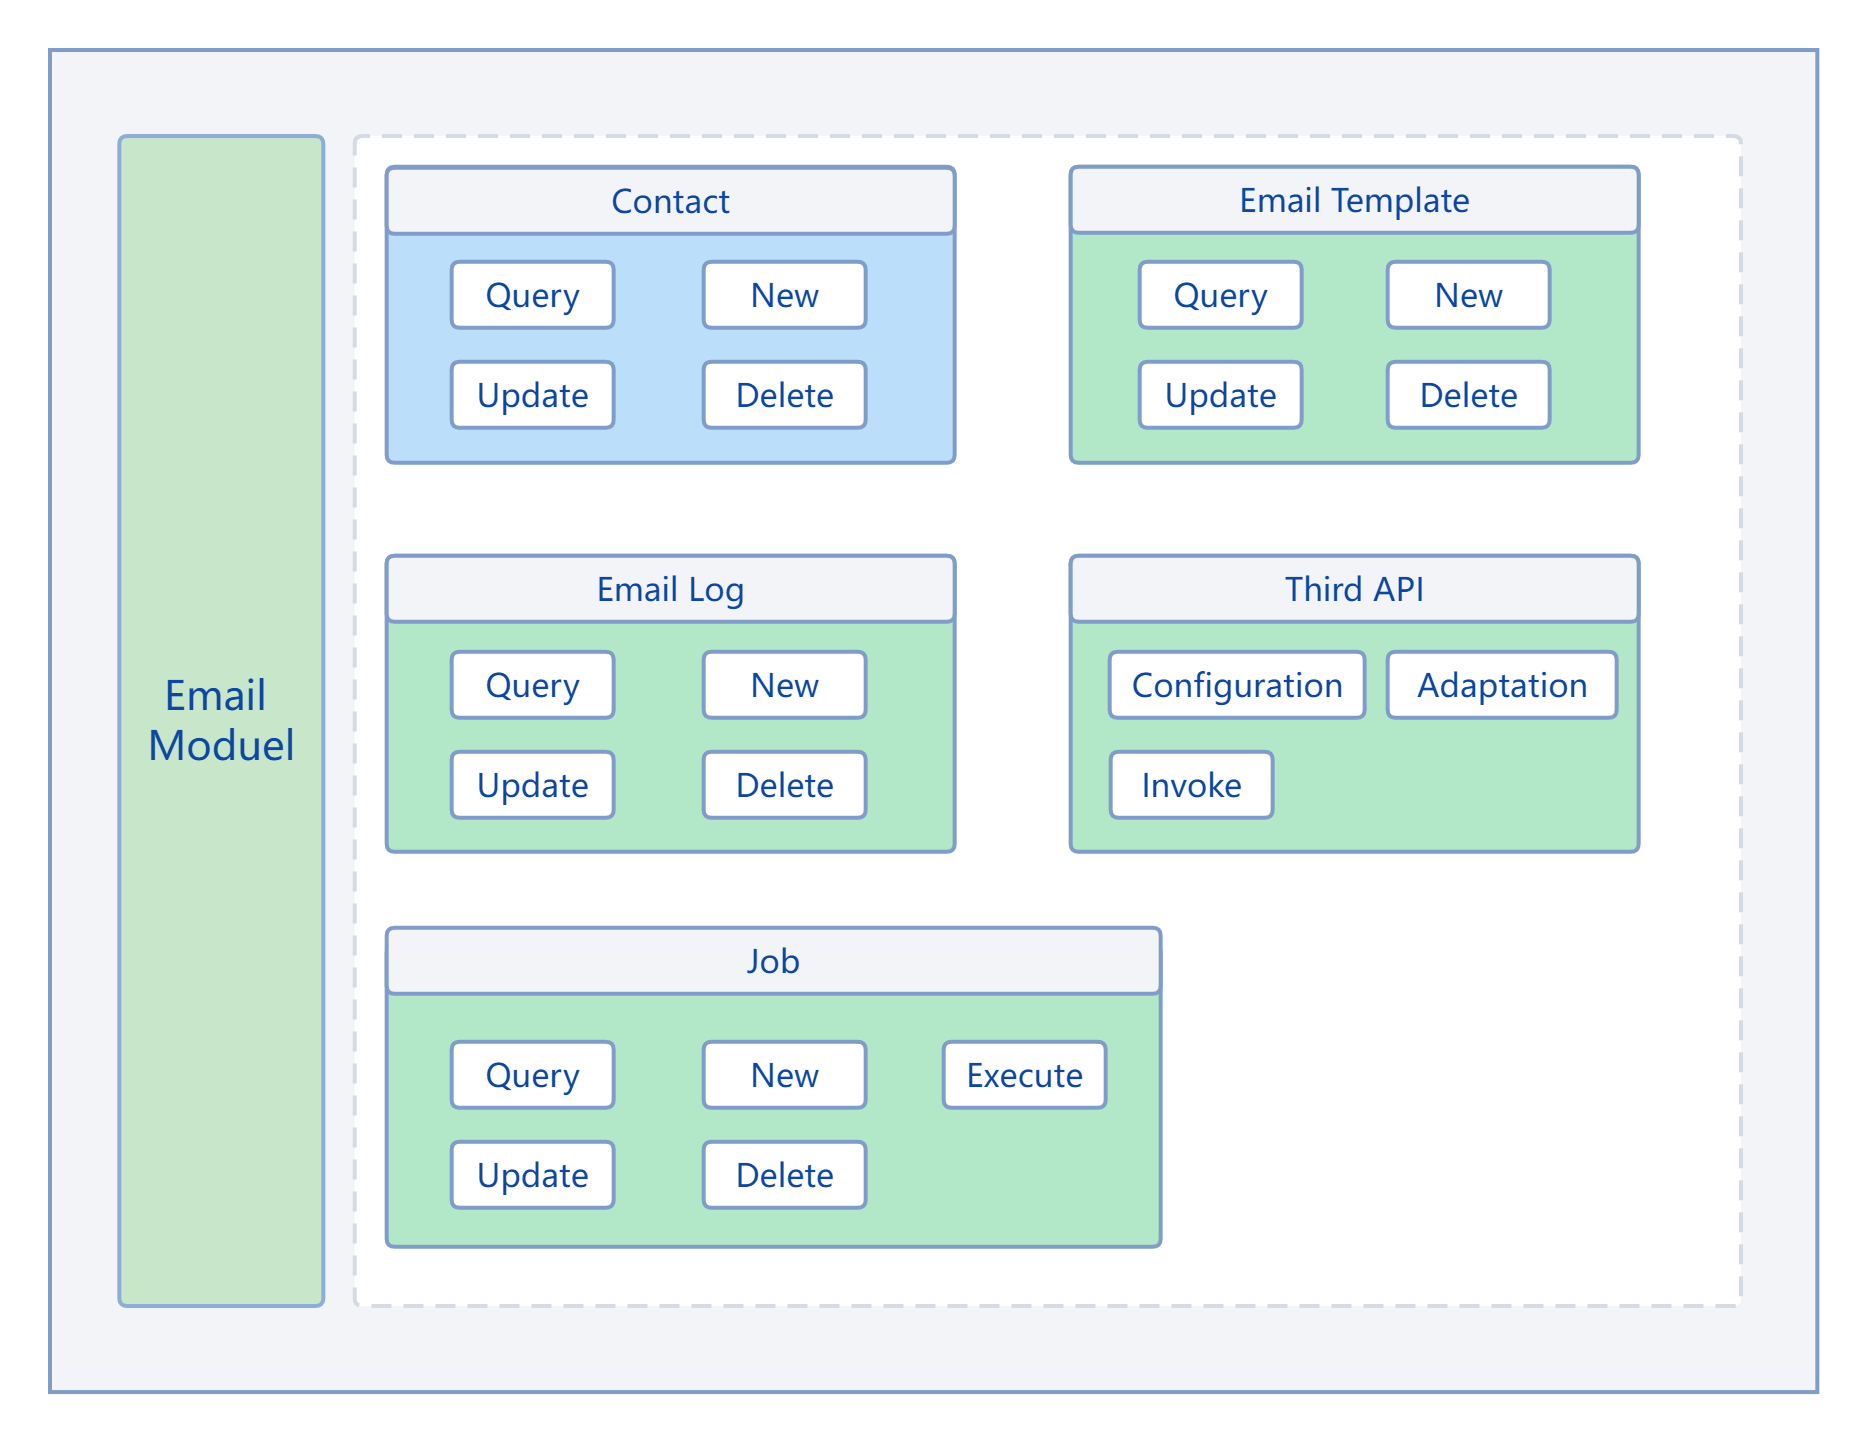 Email
Moduel
Contact
Query
New
Update
Delete
Email Template
Query
New
Update
Delete
Email Log
Query
New
Update
Delete
Third API
Configuration
Adaptation
Invoke
Job
Query
New
Execute
Update
Delete